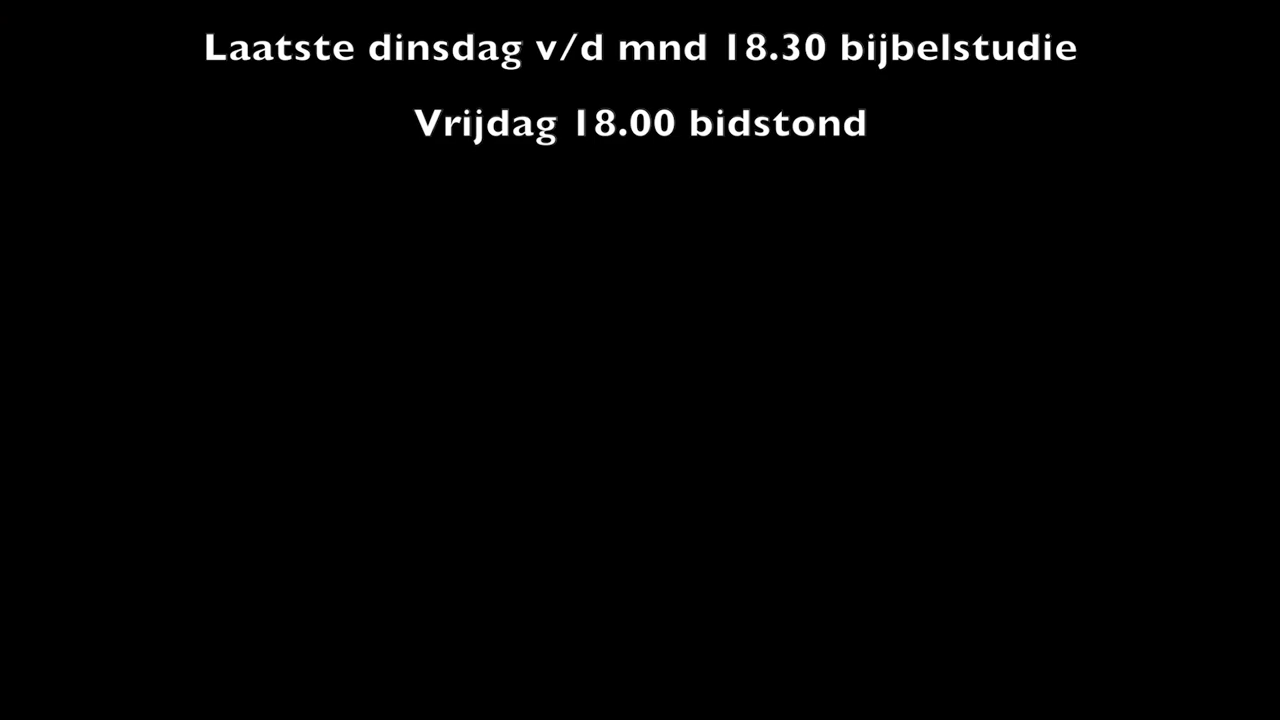 Laatste dinsdag v/d mnd 18.30 bijbelstudie
Vrijdag 18.00 bidstond